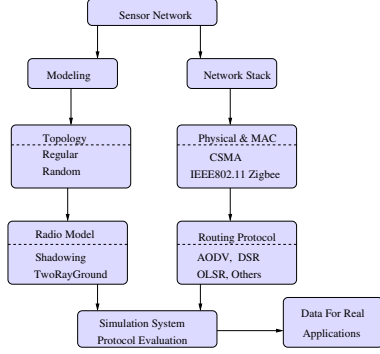 Sensor Network
Modeling
Network Stack
Topology
Regular
Random
Physical & MAC
CSMA
IEEE802.11 Zigbee
Radio Model
Shadowing
TwoRayGround
Routing Protocol
AODV, DSR
OLSR, Others
Simulation System
Protocol Evaluation
Data For Real
Applications